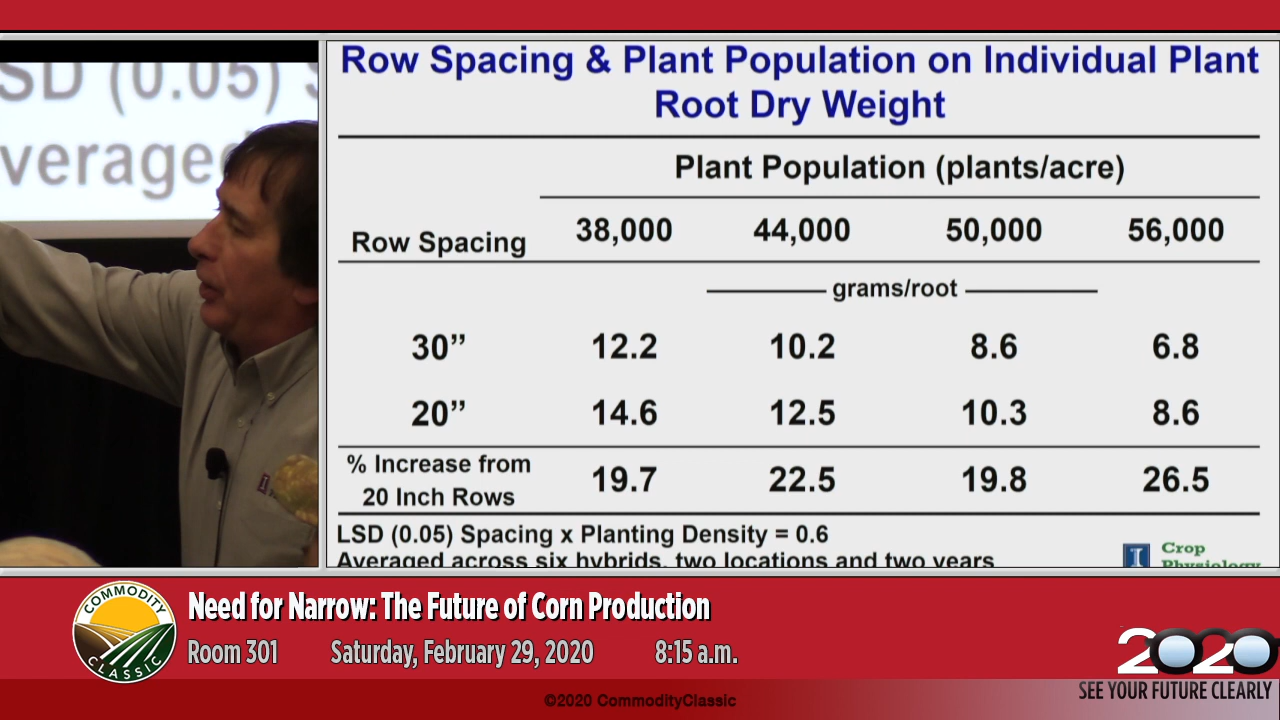 SD (0.05)
verage
Row Spacing & Plant Population on Individual Plant
Root Dry Weight
Plant Population (plants/acre)
Row Spacing 38,000 44,000 50,000 56,000
grams/root
30” 12.2 10.2 8.6 6.8
20” 14.6 12.5 10.3 8.6
% Increase from
20 Inch Rows 19.7 22.5 19.8 26.5
LSD (0.05) Spacing x Planting Density = 0.6
Averaged across six hybrids, two locations and two years
I Crop
Physiology
COMMODITY
CLASSIC
Need for Narrow: The Future of Corn Production
Room 301 Saturday, February 29, 2020 8:15 a.m.
2020
SEE YOUR FUTURE CLEARLY
©2020 CommodityClassic